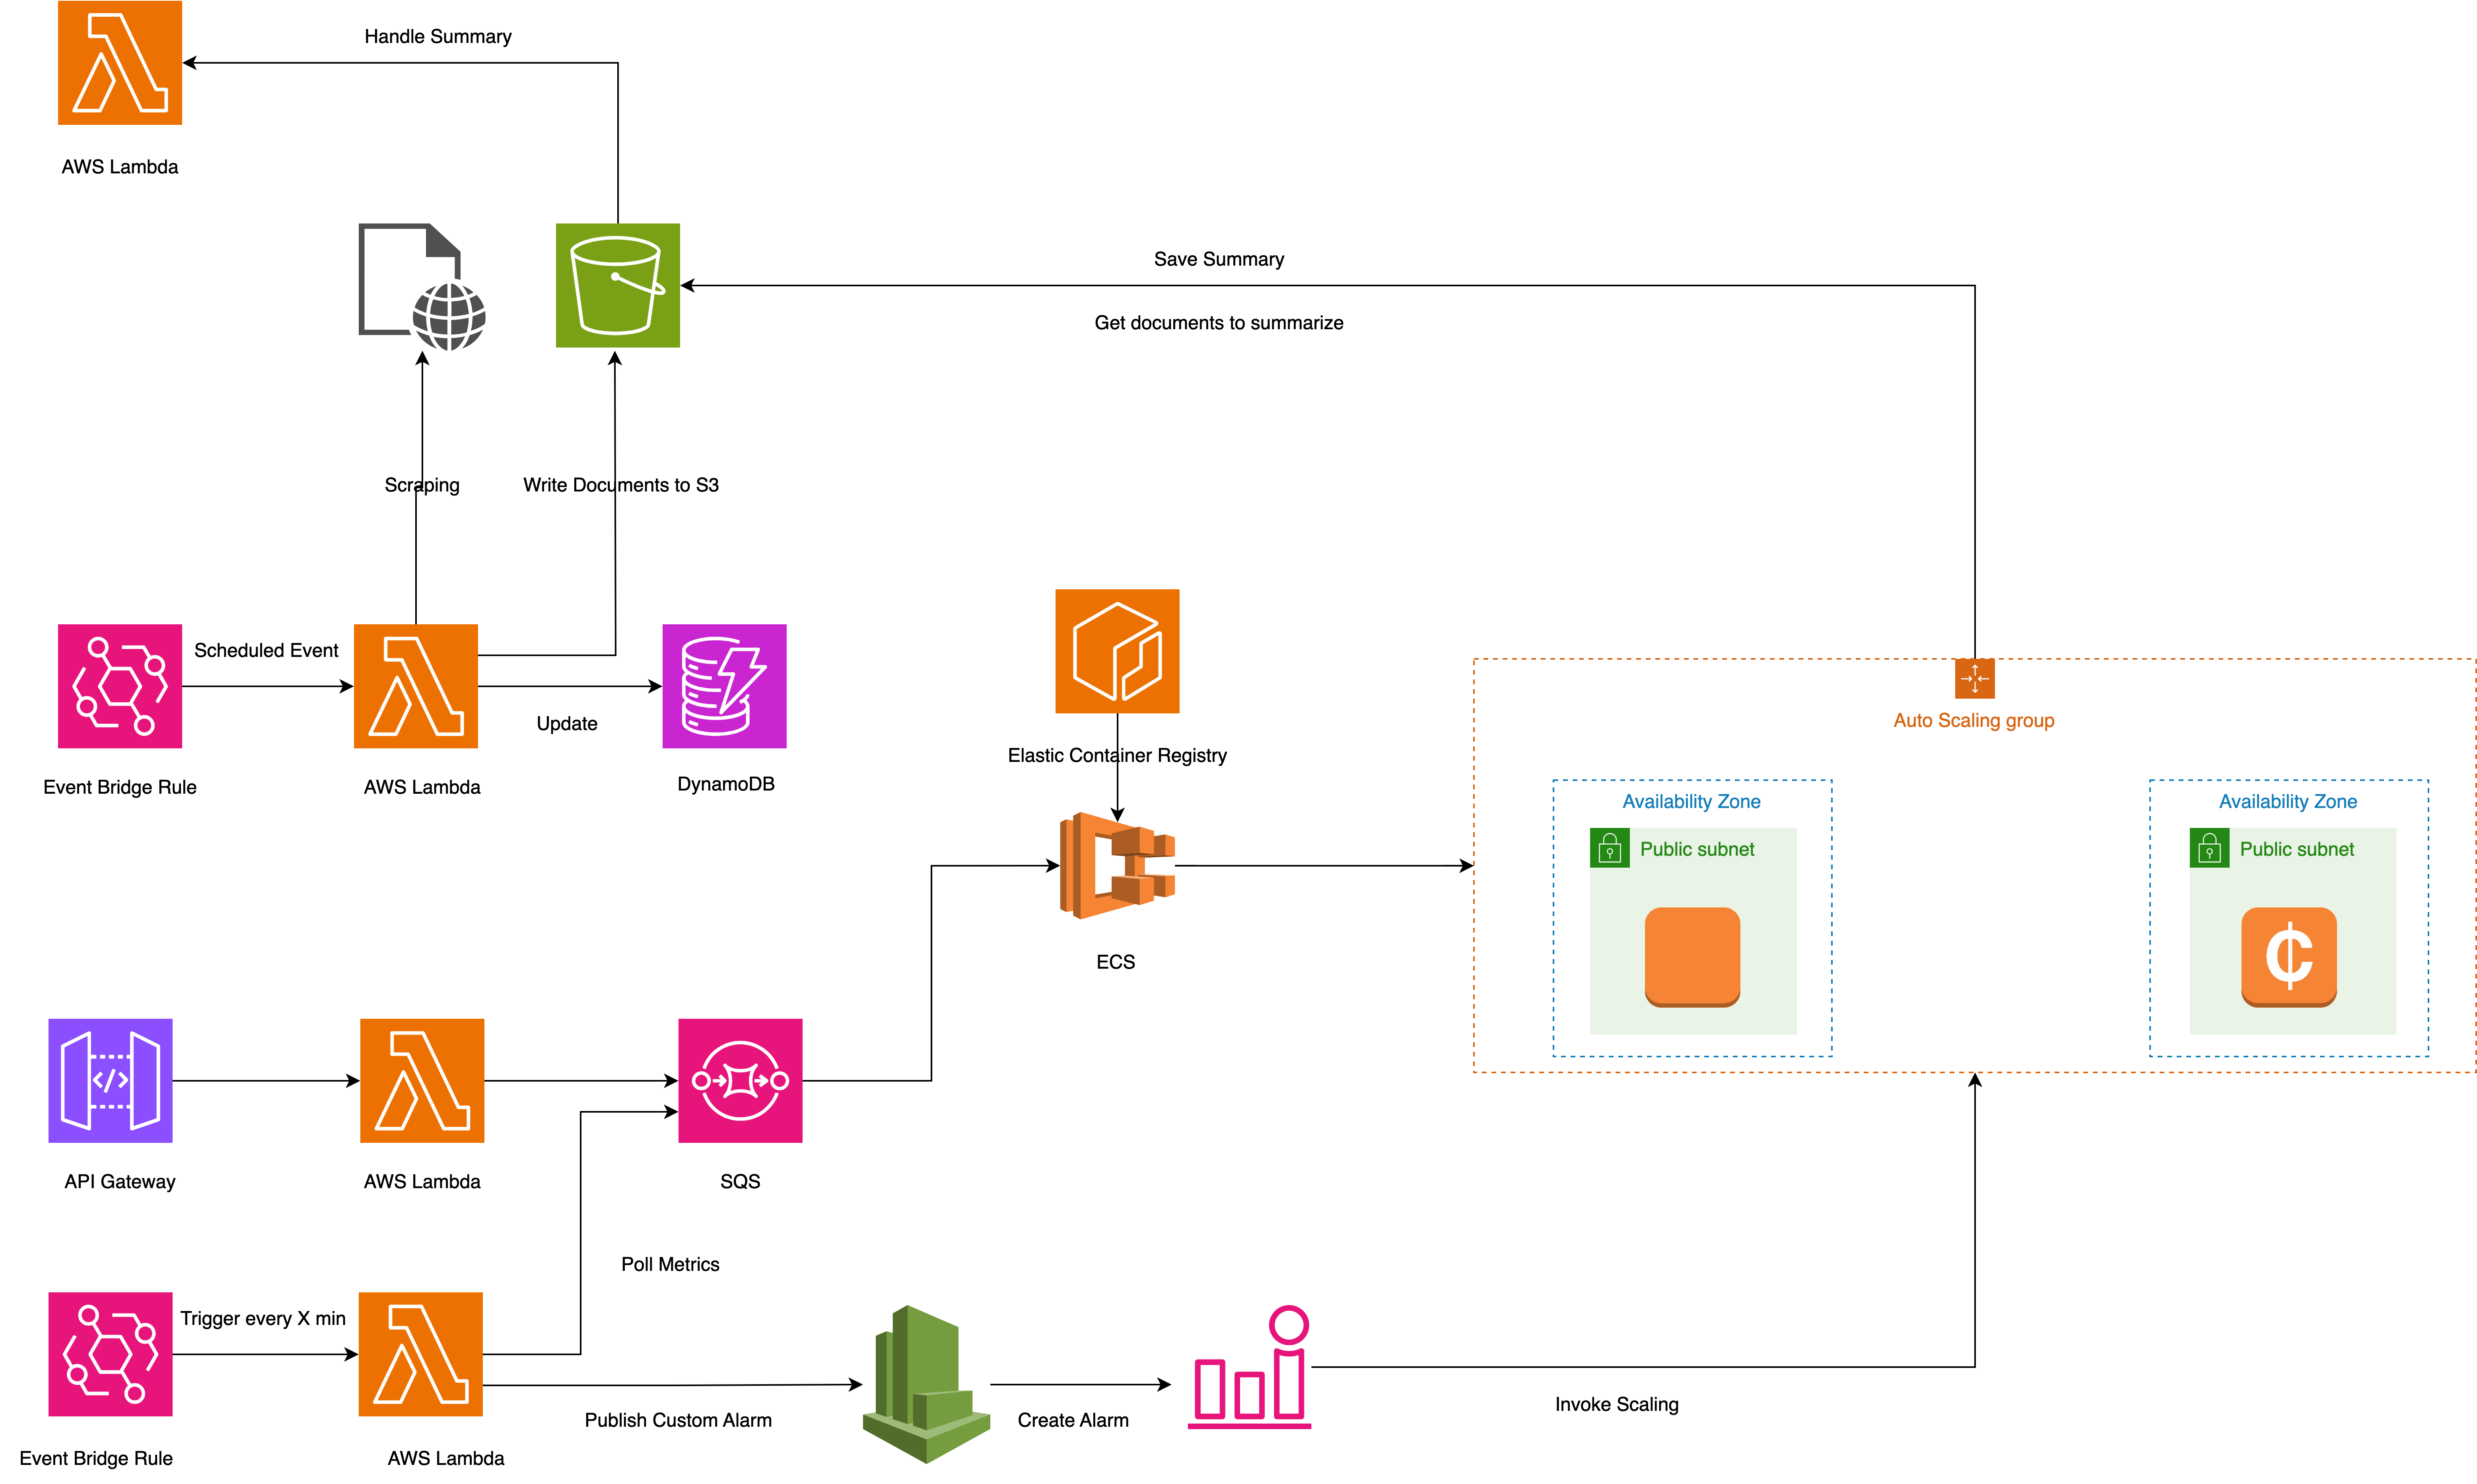 Handle Summary
AWS Lambda
Save Summary
Get documents to summarize
Scraping
Write Documents to S3
Scheduled Event
Update
Event Bridge Rule
AWS Lambda
DynamoDB
Elastic Container Registry
ECS
Auto Scaling group
Availability Zone
Public subnet
Availability Zone
Public subnet
¢
</>
API Gateway
AWS Lambda
SQS
Poll Metrics
Trigger every X min
Event Bridge Rule
AWS Lambda
Publish Custom Alarm
Create Alarm
Invoke Scaling